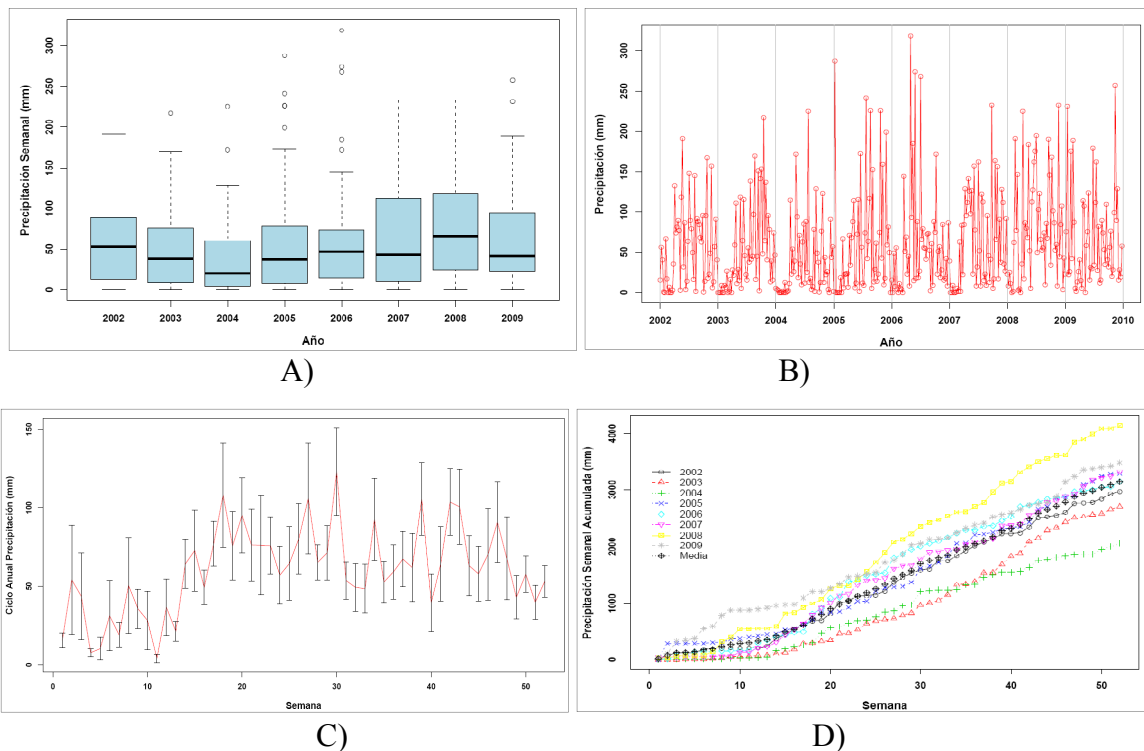 Precipitación Semanal (mm)
300
250
200
150
100
50
0
2002 2003 2004 2005 2006 2007 2008 2009
Año
A)
Precipitación (mm)
300
250
200
150
100
50
0
2002 2003 2004 2005 2006 2007 2008 2009 2010
Año
B)
Ciclo Anual Precipitación (mm)
150
100
50
0
0 10 20 30 40 50
Semana
C)
Precipitación Semanal Acumulada (mm)
4000
3000
1000
0
2002
2003
2004
2005
2006
2007
2008
2009
Media
0 10 20 30 40 50
Semana
D)